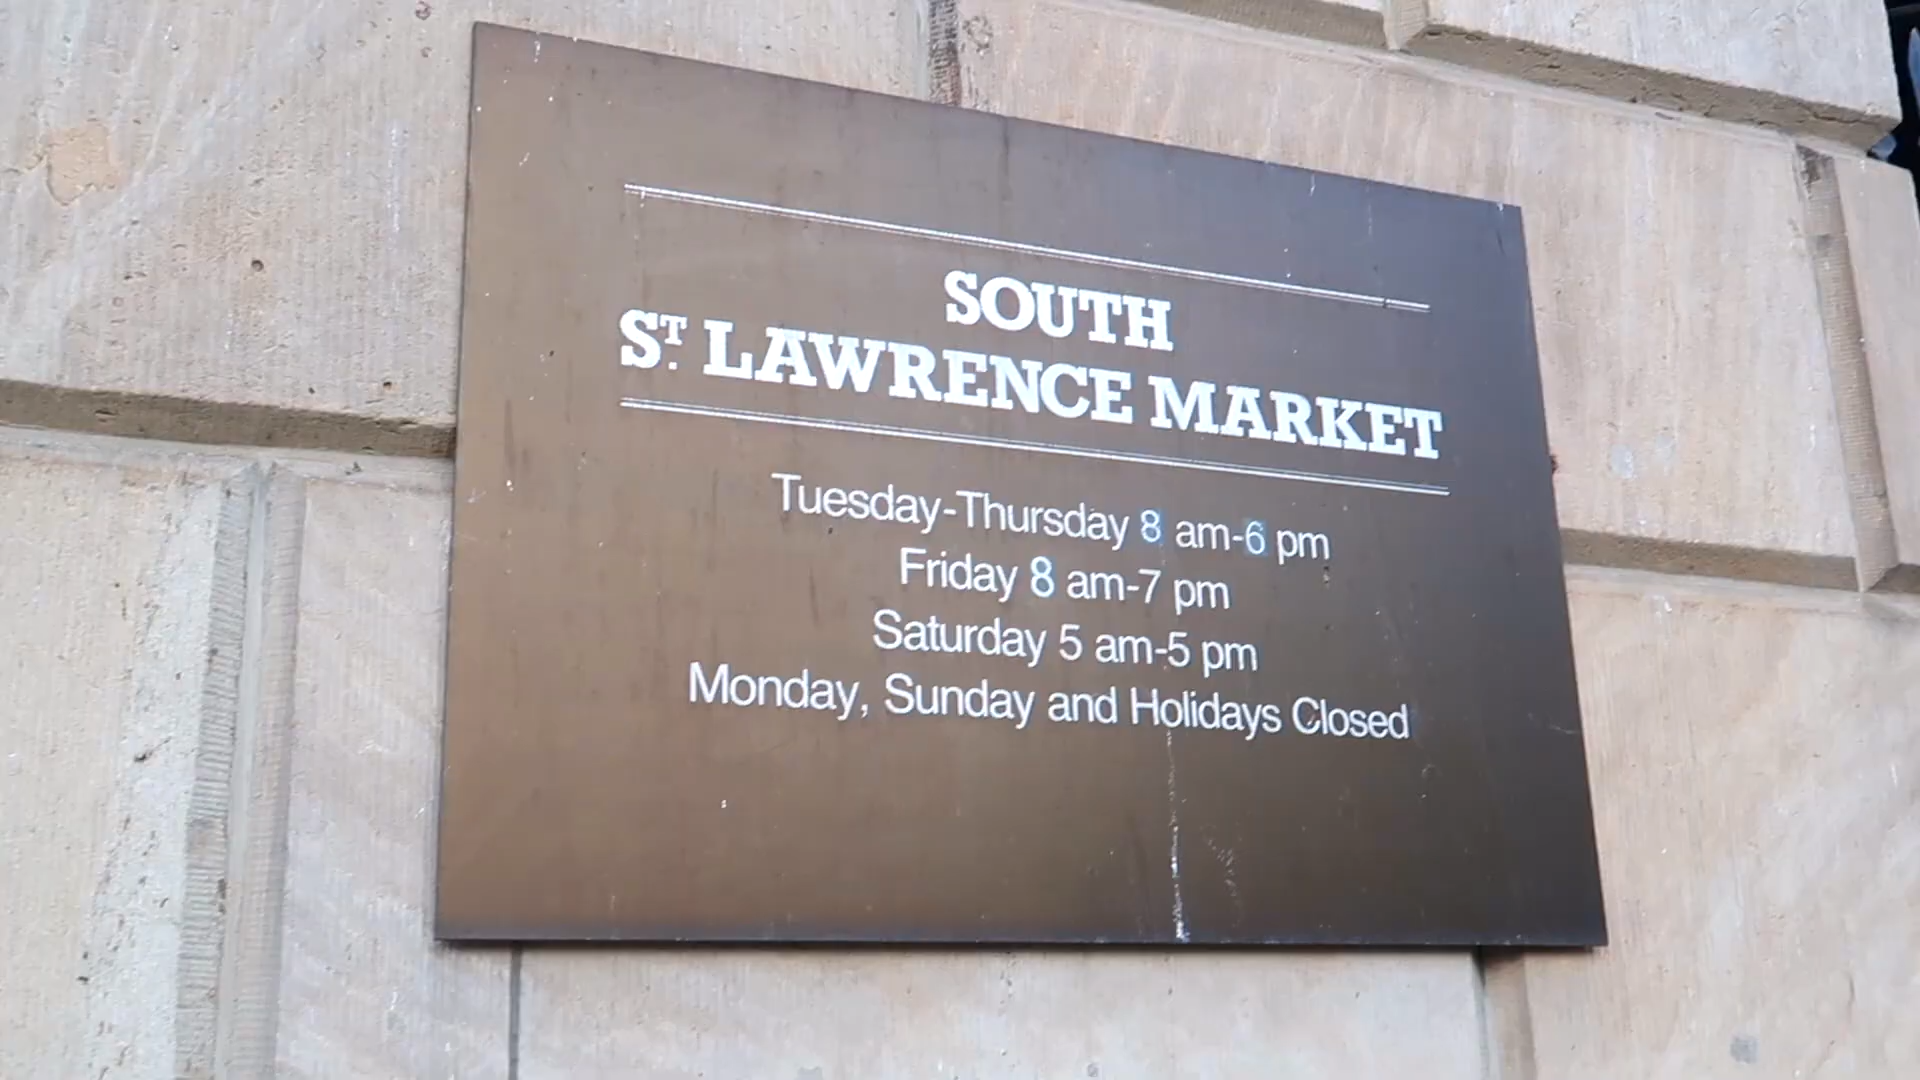 SOUTH
ST. LAWRENCE MARKET
Tuesday-Thursday 8 am-6 pm
Friday 8 am-7 pm
Saturday 5 am-5 pm
Monday, Sunday and Holidays Closed